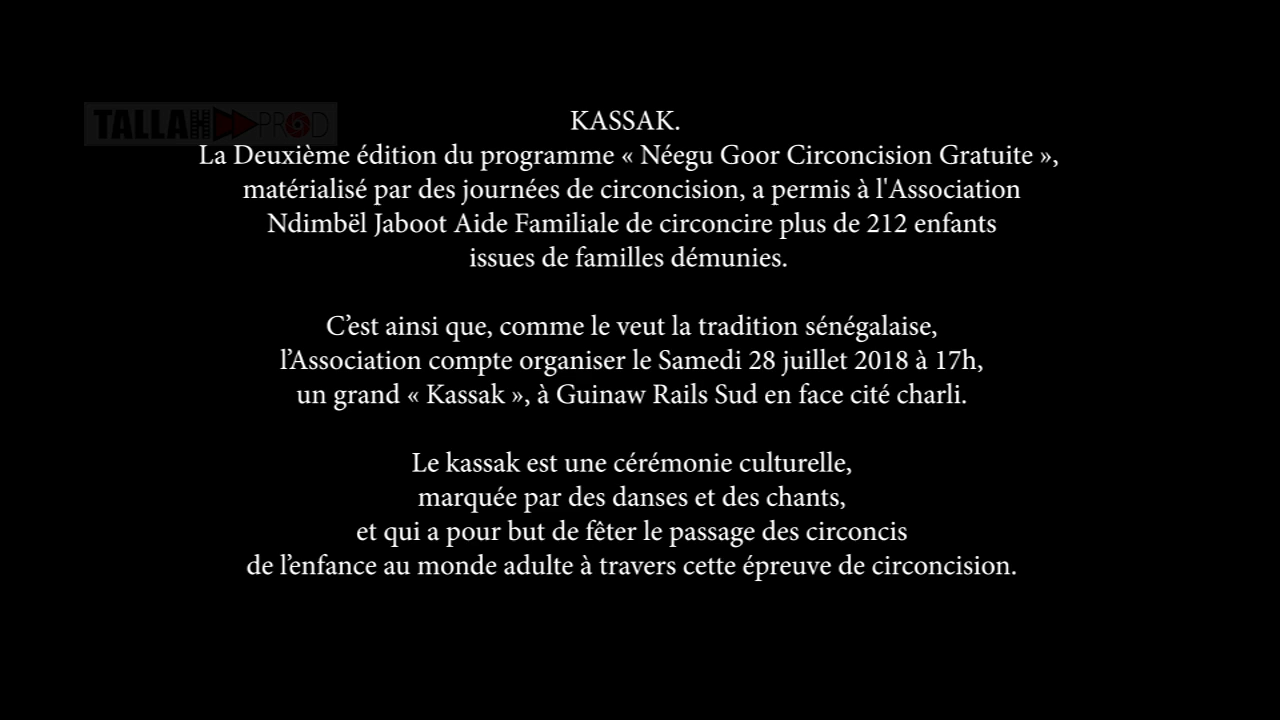 TALLA PROD
KASSAK.
La Deuxième édition du programme « Néegu Goor Circoncision Gratuite »,
matérialisé par des journées de circoncision, a permis à l'Association
Ndimbël Jaboot Aide Familiale de circoncire plus de 212 enfants
issues de familles démunies.
C’est ainsi que, comme le veut la tradition sénégalaise,
l’Association compte organiser le Samedi 28 juillet 2018 à 17h,
un grand « Kassak », à Guinaw Rails Sud en face cité charli.
Le kassak est une cérémonie culturelle,
marquée par des danses et des chants,
et qui a pour but de fêter le passage des circoncis
de l’enfance au monde adulte à travers cette épreuve de circoncision.